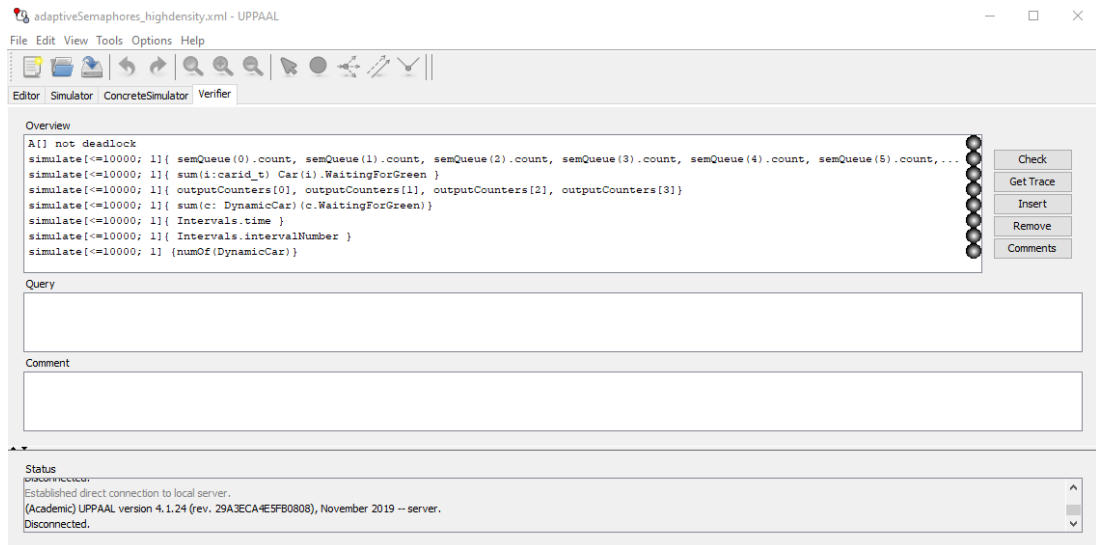 adaptiveSemaphores_highdensity.xml - UPPAAL
File Edit View Tools Options Help
Editor Simulator ConcreteSimulator Verifier
Overview
A[] not deadlock
simulate[<=10000; 1]{ semQueue(0).count, semQueue(1).count, semQueue(2).count, semQueue(3).count, semQueue(4).count, semQueue(5).count,...
simulate[<=10000; 1]{ sum(i:carid_t) Car(i).WaitingForGreen }
simulate[<=10000; 1]{ outputCounters[0], outputCounters[1], outputCounters[2], outputCounters[3]}
simulate[<=10000; 1]{ sum(c: DynamicCar)(c.WaitingForGreen)}
simulate[<=10000; 1]{ Intervals.time }
simulate[<=10000; 1]{ Intervals.intervalNumber }
simulate[<=10000; 1] {numOf(DynamicCar)}
Check
Get Trace
Insert
Remove
Comments
Query
Comment
Status
Disconnected.
Established direct connection to local server.
(Academic) UPPAAL version 4.1.24 (rev. 29A3ECA4E5FB0808), November 2019 -- server.
Disconnected.